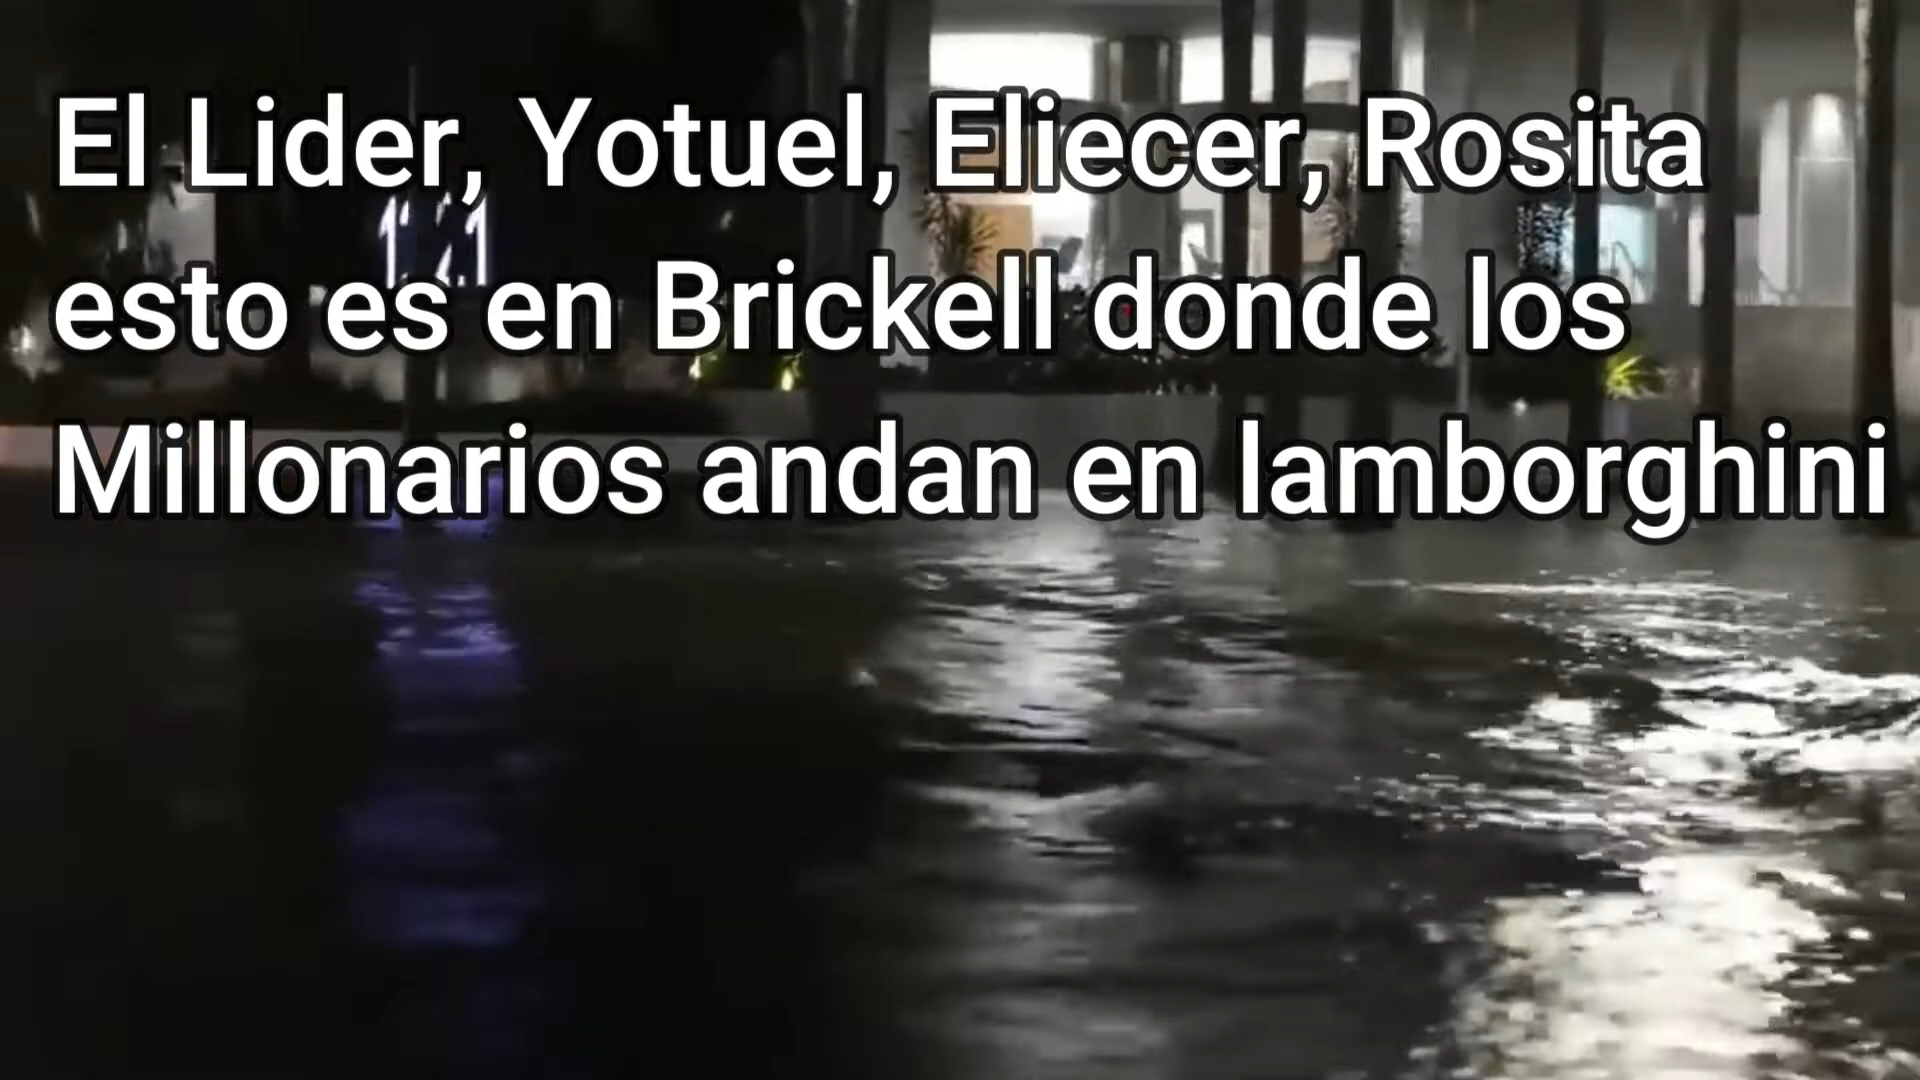 El Lider, Yotuel, Eliecer, Rosita
esto es en Brickell donde los
Millonarios andan en lamborghini